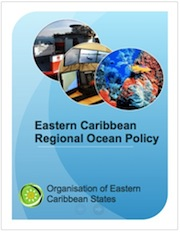 Eastern Caribbean
Regional Ocean Policy
Organisation of Eastern
Caribbean States